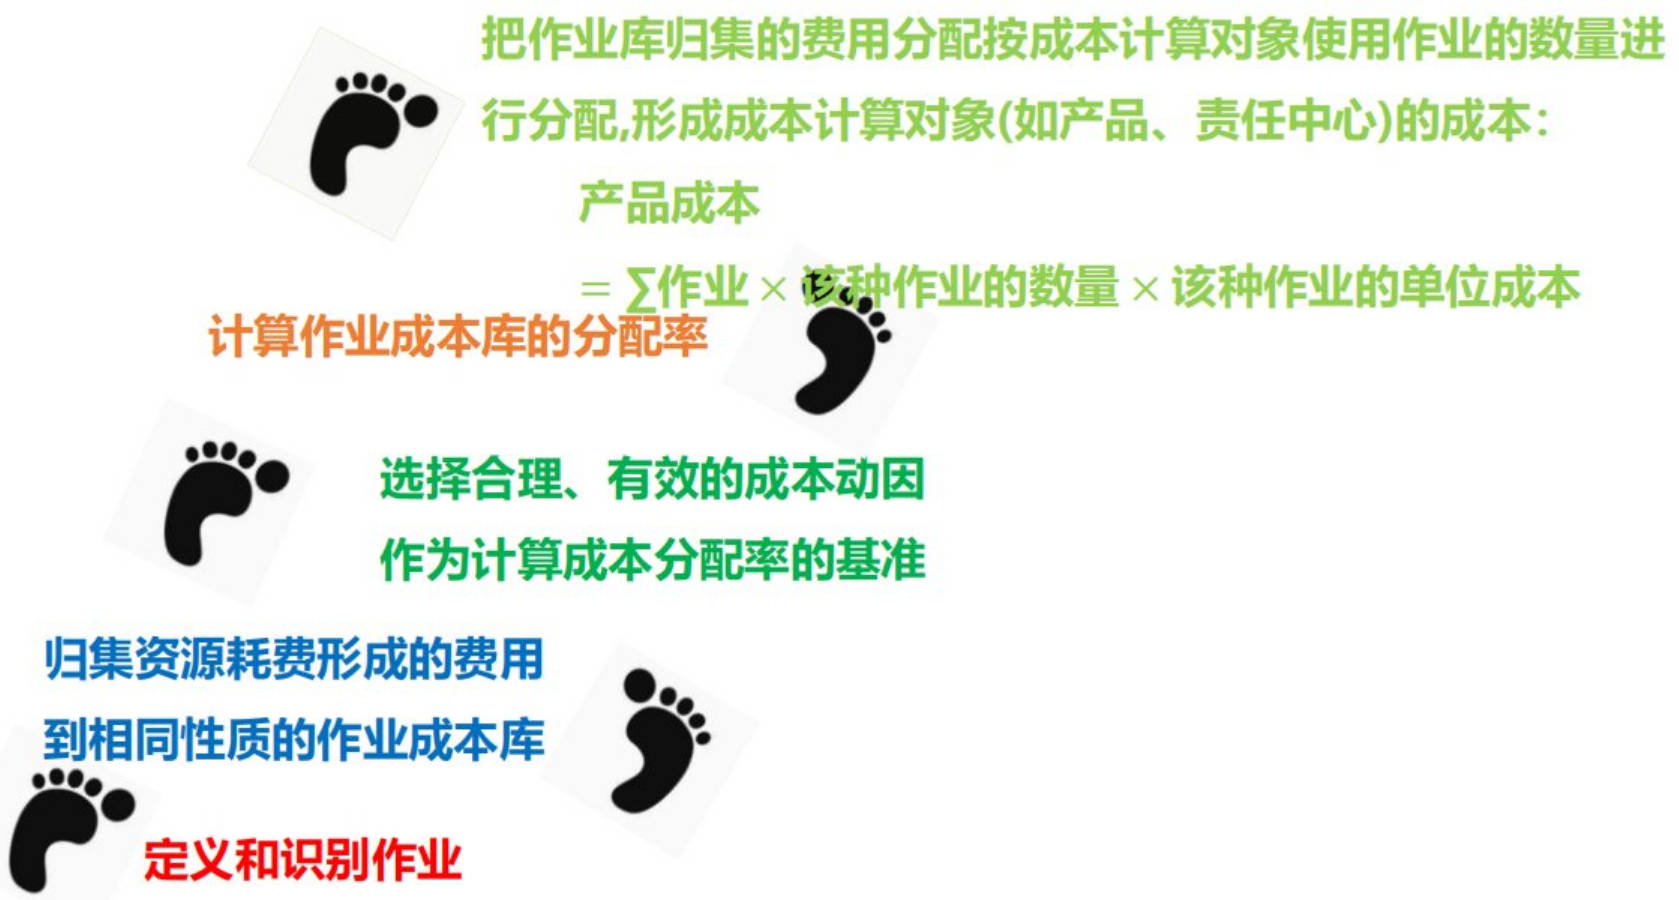 把作业库归集的费用分配按成本计算对象使用作业的数量进
行分配,形成成本计算对象(如产品、责任中心)的成本：
产品成本
= ∑作业 × 该种作业的数量 × 该种作业的单位成本
计算作业成本库的分配率
选择合理、有效的成本动因
作为计算成本分配率的基准
归集资源耗费形成的费用
到相同性质的作业成本库
定义和识别作业